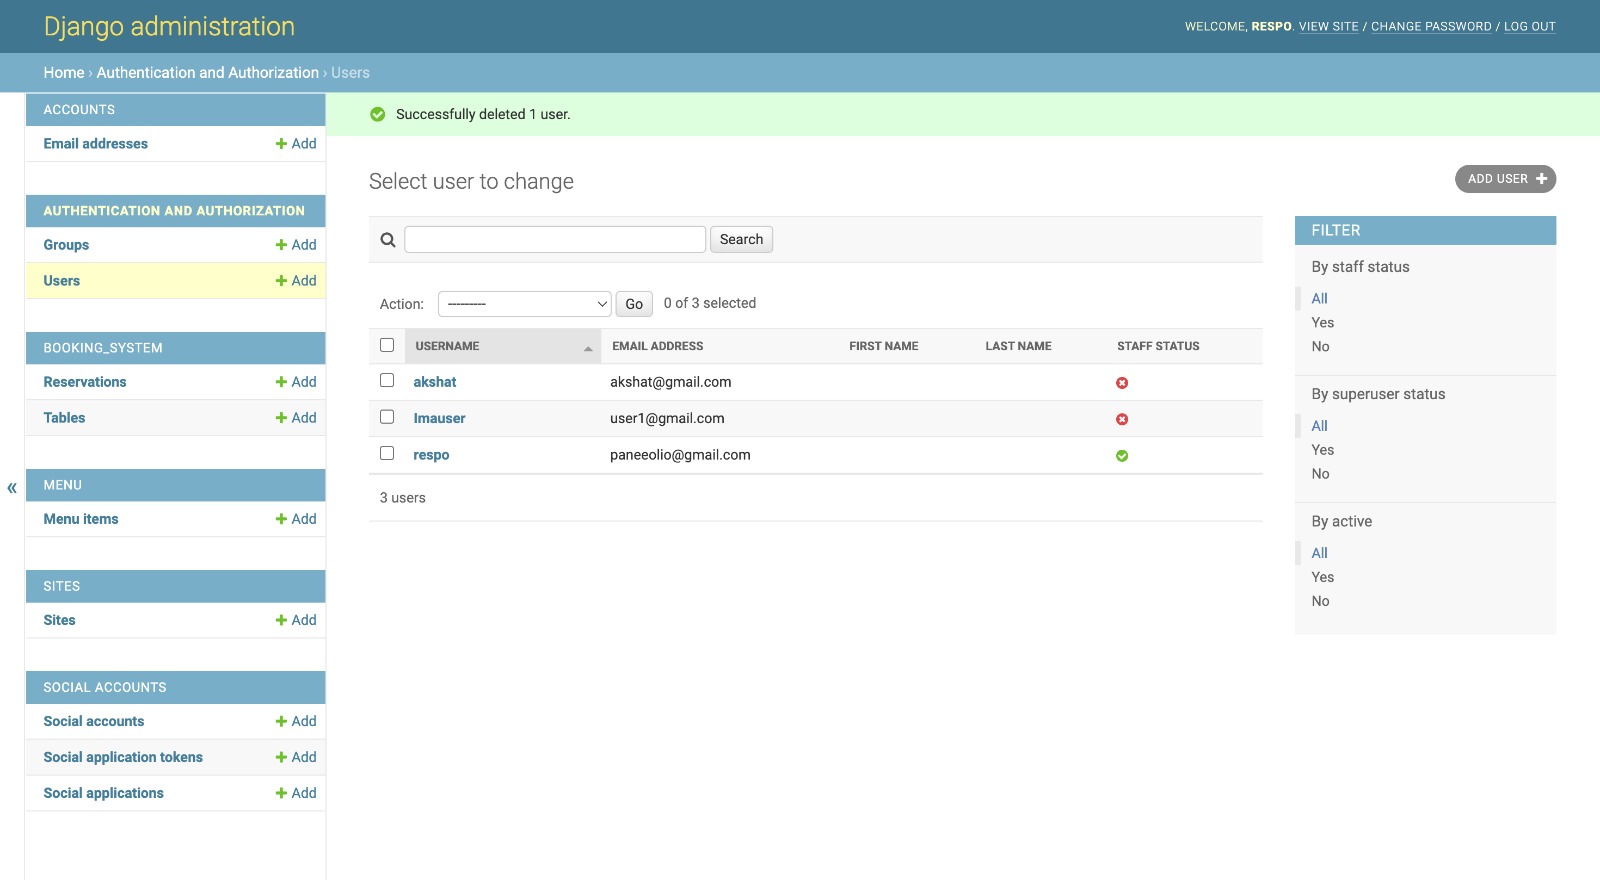 Django administration
WELCOME, RESPO. VIEW SITE / CHANGE PASSWORD / LOG OUT
Home › Authentication and Authorization › Users
ACCOUNTS
Email addresses + Add
AUTHENTICATION AND AUTHORIZATION
Groups + Add
Users + Add
BOOKING_SYSTEM
Reservations + Add
Tables + Add
«
MENU
Menu items + Add
SITES
Sites + Add
SOCIAL ACCOUNTS
Social accounts + Add
Social application tokens + Add
Social applications + Add
Successfully deleted 1 user.
Select user to change
ADD USER +
Search
Action: --------- Go 0 of 3 selected
USERNAME EMAIL ADDRESS FIRST NAME LAST NAME STAFF STATUS
akshat akshat@gmail.com
Imauser user1@gmail.com
respo paneeolio@gmail.com
3 users
FILTER
By staff status
All
Yes
No
By superuser status
All
Yes
No
By active
All
Yes
No